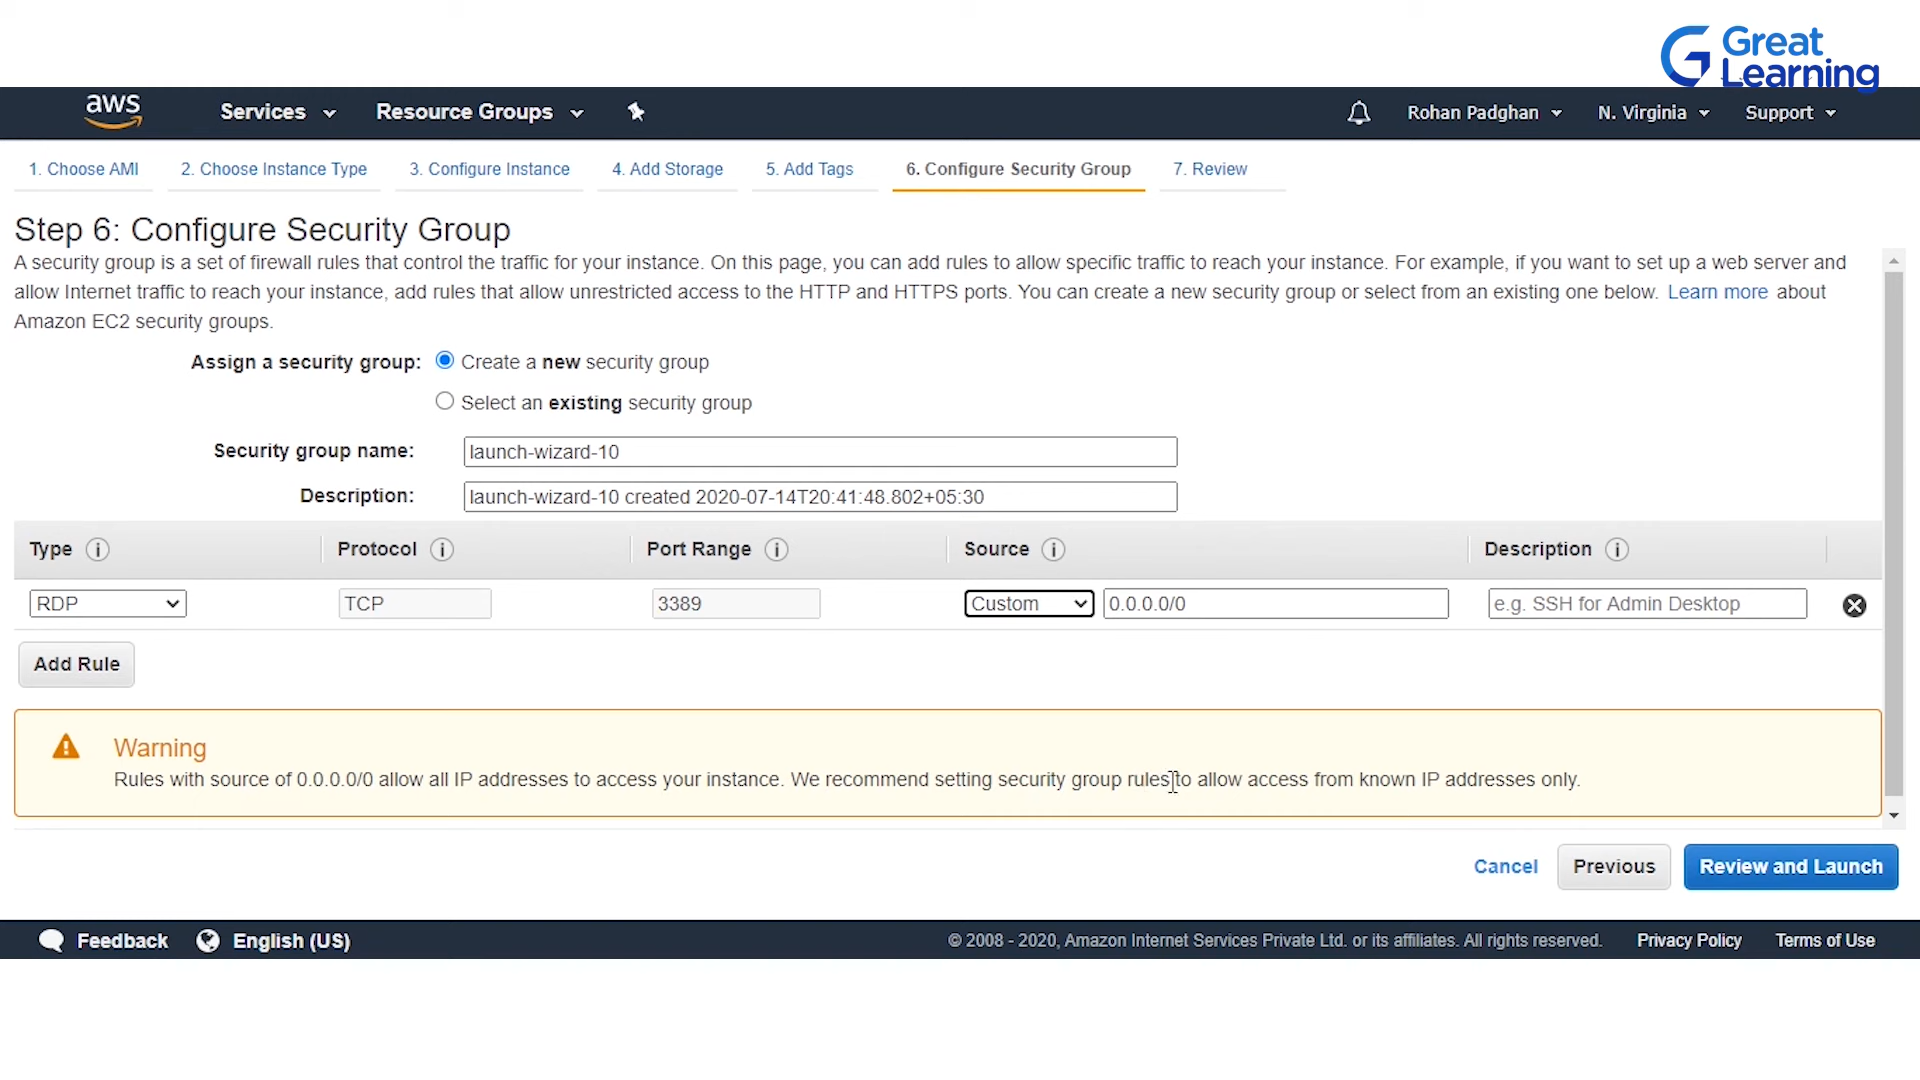 Great
Learning
aws Services Resource Groups Rohan Padghan N. Virginia Support
1. Choose AMI 2. Choose Instance Type 3. Configure Instance 4. Add Storage 5. Add Tags 6. Configure Security Group 7. Review
Step 6: Configure Security Group
A security group is a set of firewall rules that control the traffic for your instance. On this page, you can add rules to allow specific traffic to reach your instance. For example, if you want to set up a web server and
allow Internet traffic to reach your instance, add rules that allow unrestricted access to the HTTP and HTTPS ports. You can create a new security group or select from an existing one below. Learn more about
Amazon EC2 security groups.
Assign a security group: Create a new security group
Select an existing security group
Security group name: launch-wizard-10
Description: launch-wizard-10 created 2020-07-14T20:41:48.802+05:30
Type i Protocol i Port Range i Source i Description i
RDP TCP 3389 Custom 0.0.0.0/0 e.g. SSH for Admin Desktop
Add Rule
Warning
Rules with source of 0.0.0.0/0 allow all IP addresses to access your instance. We recommend setting security group rules to allow access from known IP addresses only.
Cancel Previous Review and Launch
Feedback English (US) © 2008 - 2020, Amazon Internet Services Private Ltd. or its affiliates. All rights reserved. Privacy Policy Terms of Use